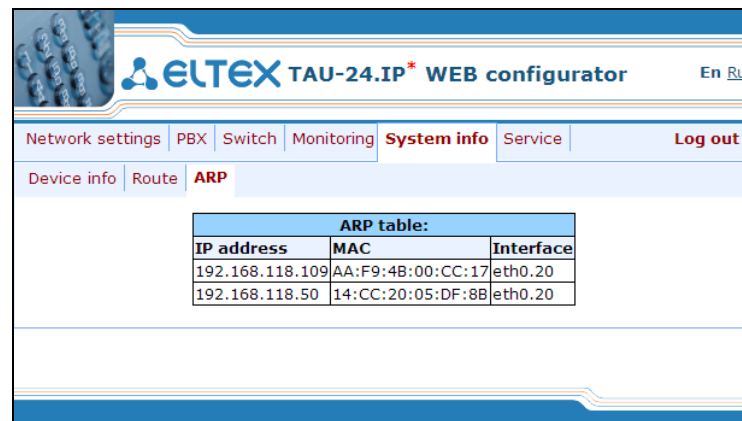 ELTEX TAU-24.IP* WEB configurator En Ru
Network settings PBX Switch Monitoring System info Service Log out
Device info Route ARP
ARP table:
IP address MAC Interface
192.168.118.109 AA:F9:4B:00:CC:17 eth0.20
192.168.118.50 14:CC:20:05:DF:8B eth0.20